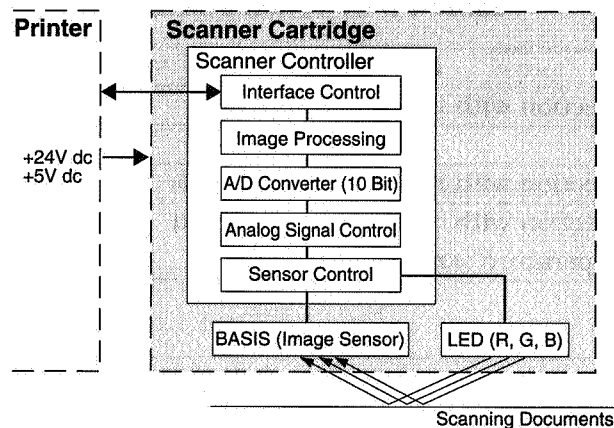 Printer
Scanner Cartridge
Scanner Controller
Interface Control
Image Processing
+24V dc
+5V dc
A/D Converter (10 Bit)
Analog Signal Control
Sensor Control
BASIS (Image Sensor)
LED (R, G, B)
Scanning Documents